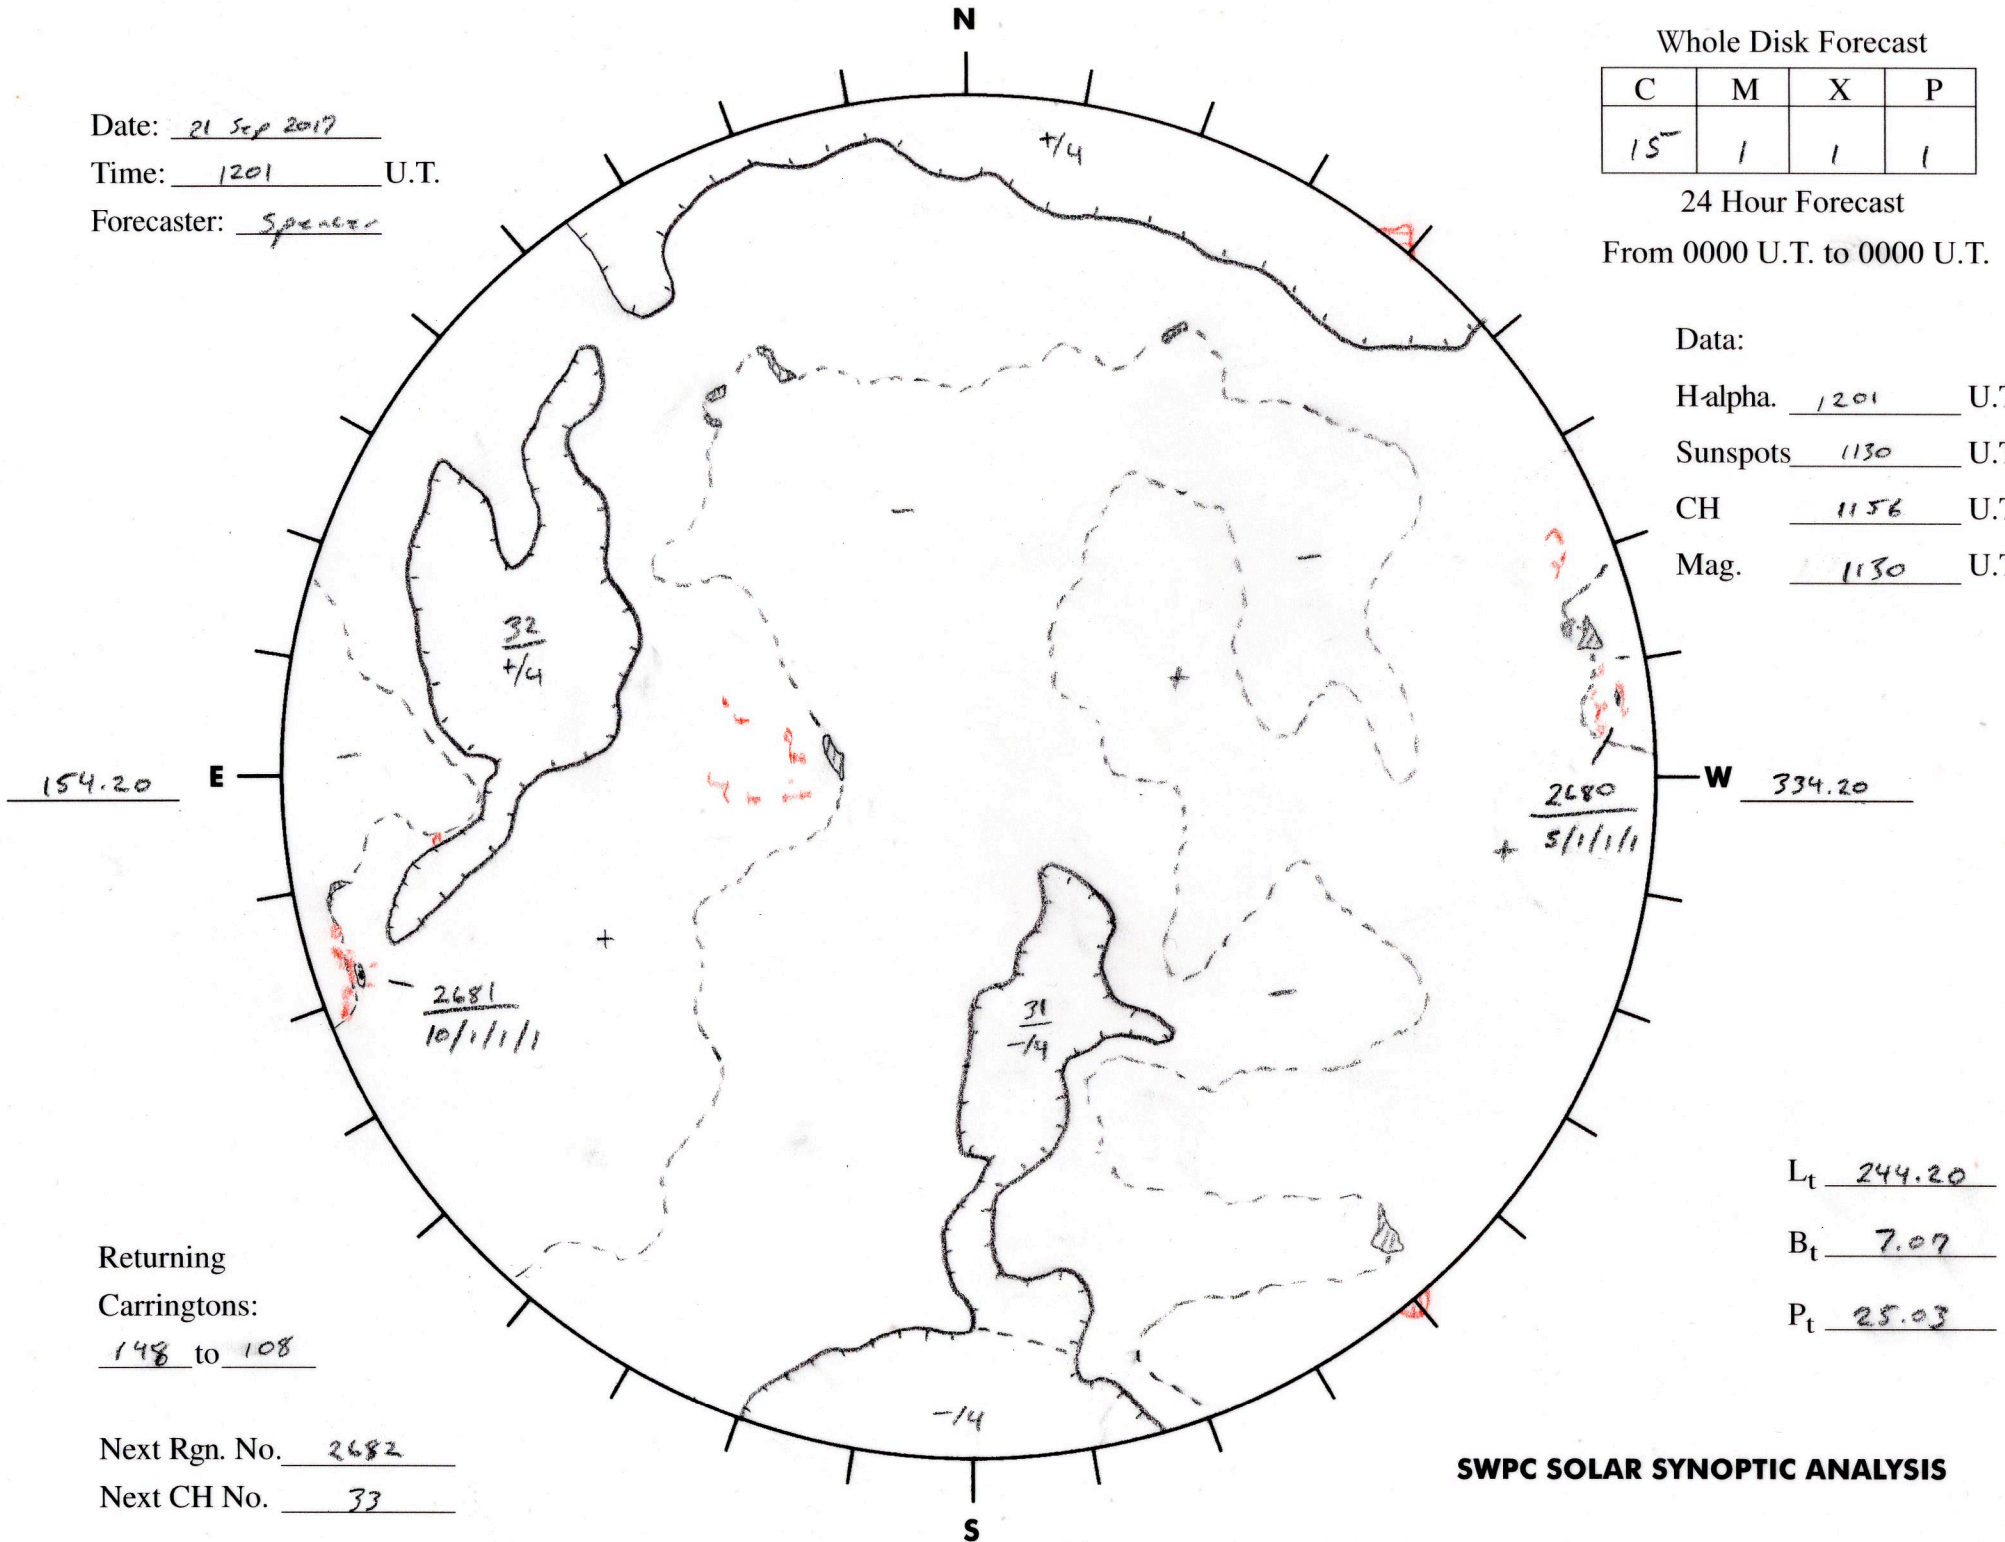 N
Whole Disk Forecast
C M X P
15 1 1 1
24 Hour Forecast
From 0000 U.T. to 0000 U.T.
Date: 21 Sep 2017
Time: 1201 U.T.
Forecaster: Spencer
+/4
Data:
H-alpha. 1201 U.T
Sunspots 1130 U.T
CH 1156 U.T
Mag. 1130 U.T
−
−
32
+/4
+
−
−
154.20 E
W 334.20
2680
5/1/1/1
+
+
2681
10/1/1/1
−
31
-/4
Lt 244.20
Bt 7.07
Pt 25.03
Returning
Carringtons:
148 to 108
-/4
Next Rgn. No. 2682
Next CH No. 33
SWPC SOLAR SYNOPTIC ANALYSIS
S